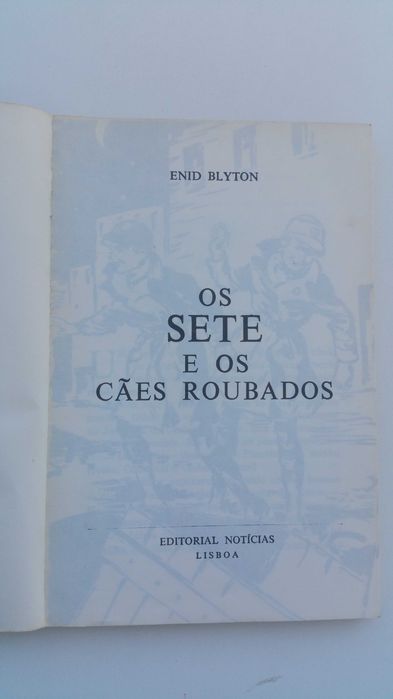 ENID BLYTON
OS
SETE
E OS
CÃES ROUBADOS
EDITORIAL NOTÍCIAS
LISBOA